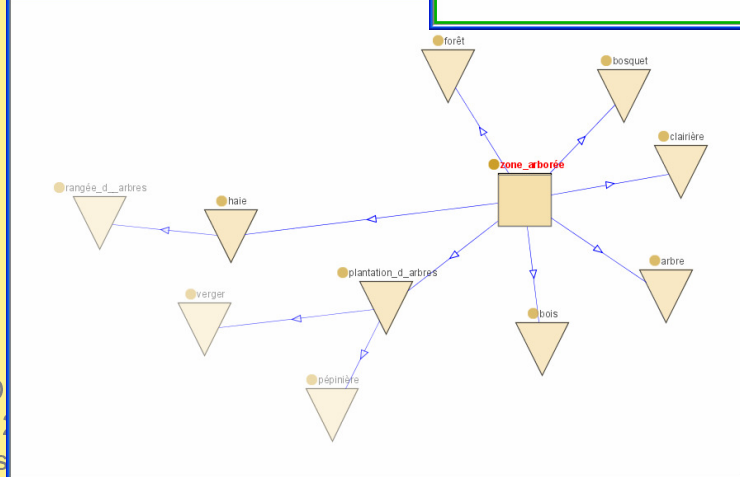 forêt
bosquet
clairière
zone_arborée
rangée_d__arbres
haie
arbre
plantation_d_arbres
verger
bois
pépinière